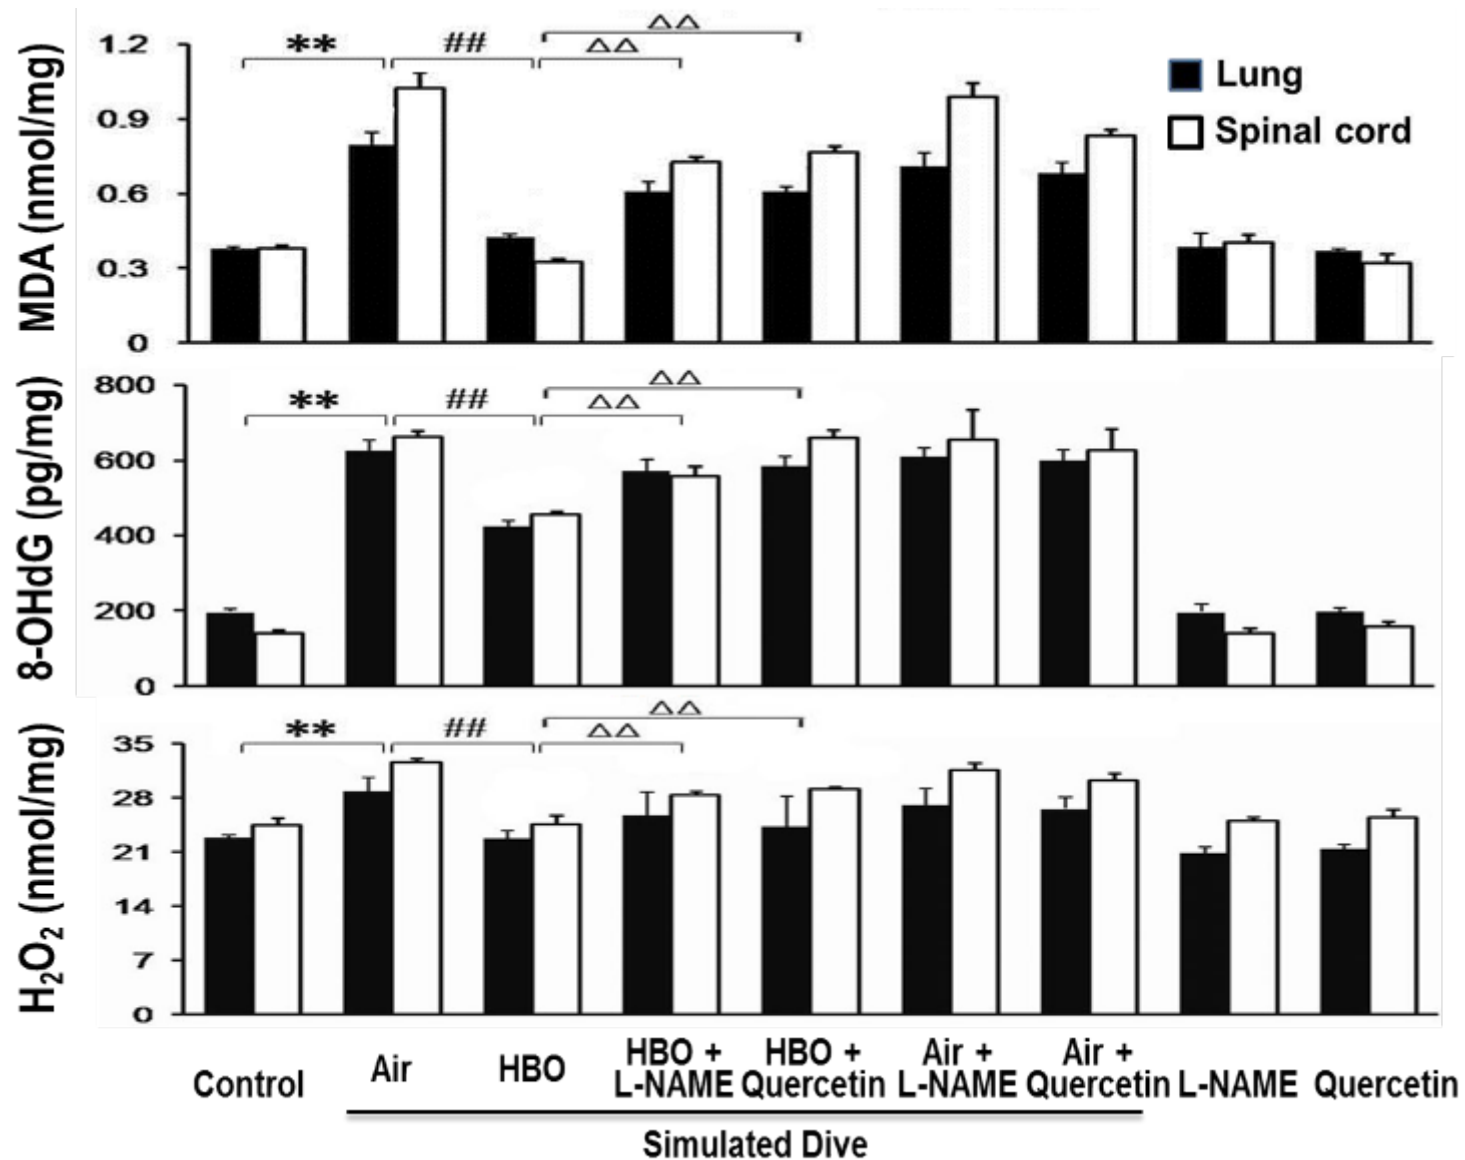 MDA (nmol/mg)
1.2
0.9
0.6
0.3
0
** ## △△ △△
Lung
Spinal cord
8-OHdG (pg/mg)
800
600
400
200
0
** ## △△ △△
H₂O₂ (nmol/mg)
35
28
21
14
7
0
** ## △△ △△
Control
Air
HBO
HBO +
L-NAME
HBO +
Quercetin
Air +
L-NAME
Air +
Quercetin
L-NAME
Quercetin
Simulated Dive